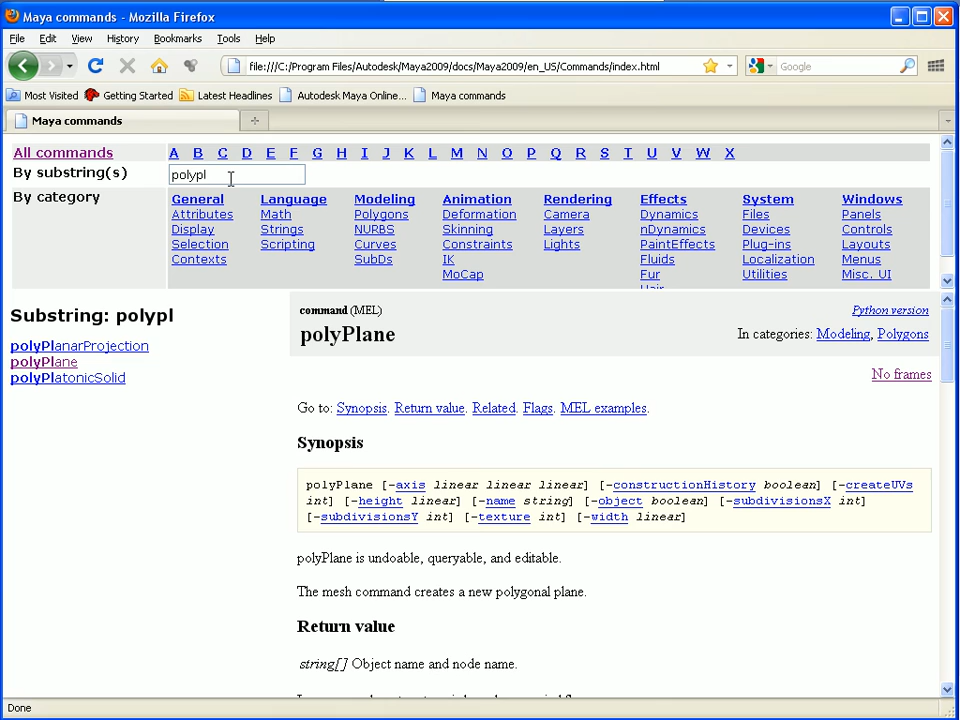 Maya commands - Mozilla Firefox
File Edit View History Bookmarks Tools Help
file:///C:/Program Files/Autodesk/Maya2009/docs/Maya2009/en_US/Commands/index.html
Google
Most Visited Getting Started Latest Headlines Autodesk Maya Online... Maya commands
Maya commands
All commands A B C D E F G H I J K L M N O P Q R S T U V W X
By substring(s) polypl
By category General Language Modeling Animation Rendering Effects System Windows
Attributes Math Polygons Deformation Camera Dynamics Files Panels
Display Strings NURBS Skinning Layers nDynamics Devices Controls
Selection Scripting Curves Constraints Lights PaintEffects Plug-ins Layouts
Contexts SubDs IK Fluids Localization Menus
MoCap Fur Utilities Misc. UI
Hair
Substring: polypl
polyPlanarProjection
polyPlane
polyPlatonicSolid
command (MEL) Python version
polyPlane In categories: Modeling, Polygons
No frames
Go to: Synopsis. Return value. Related. Flags. MEL examples.
Synopsis
polyPlane [-axis linear linear linear] [-constructionHistory boolean] [-createUVs
int] [-height linear] [-name string] [-object boolean] [-subdivisionsX int]
[-subdivisionsY int] [-texture int] [-width linear]
polyPlane is undoable, queryable, and editable.
The mesh command creates a new polygonal plane.
Return value
string[] Object name and node name.
Done